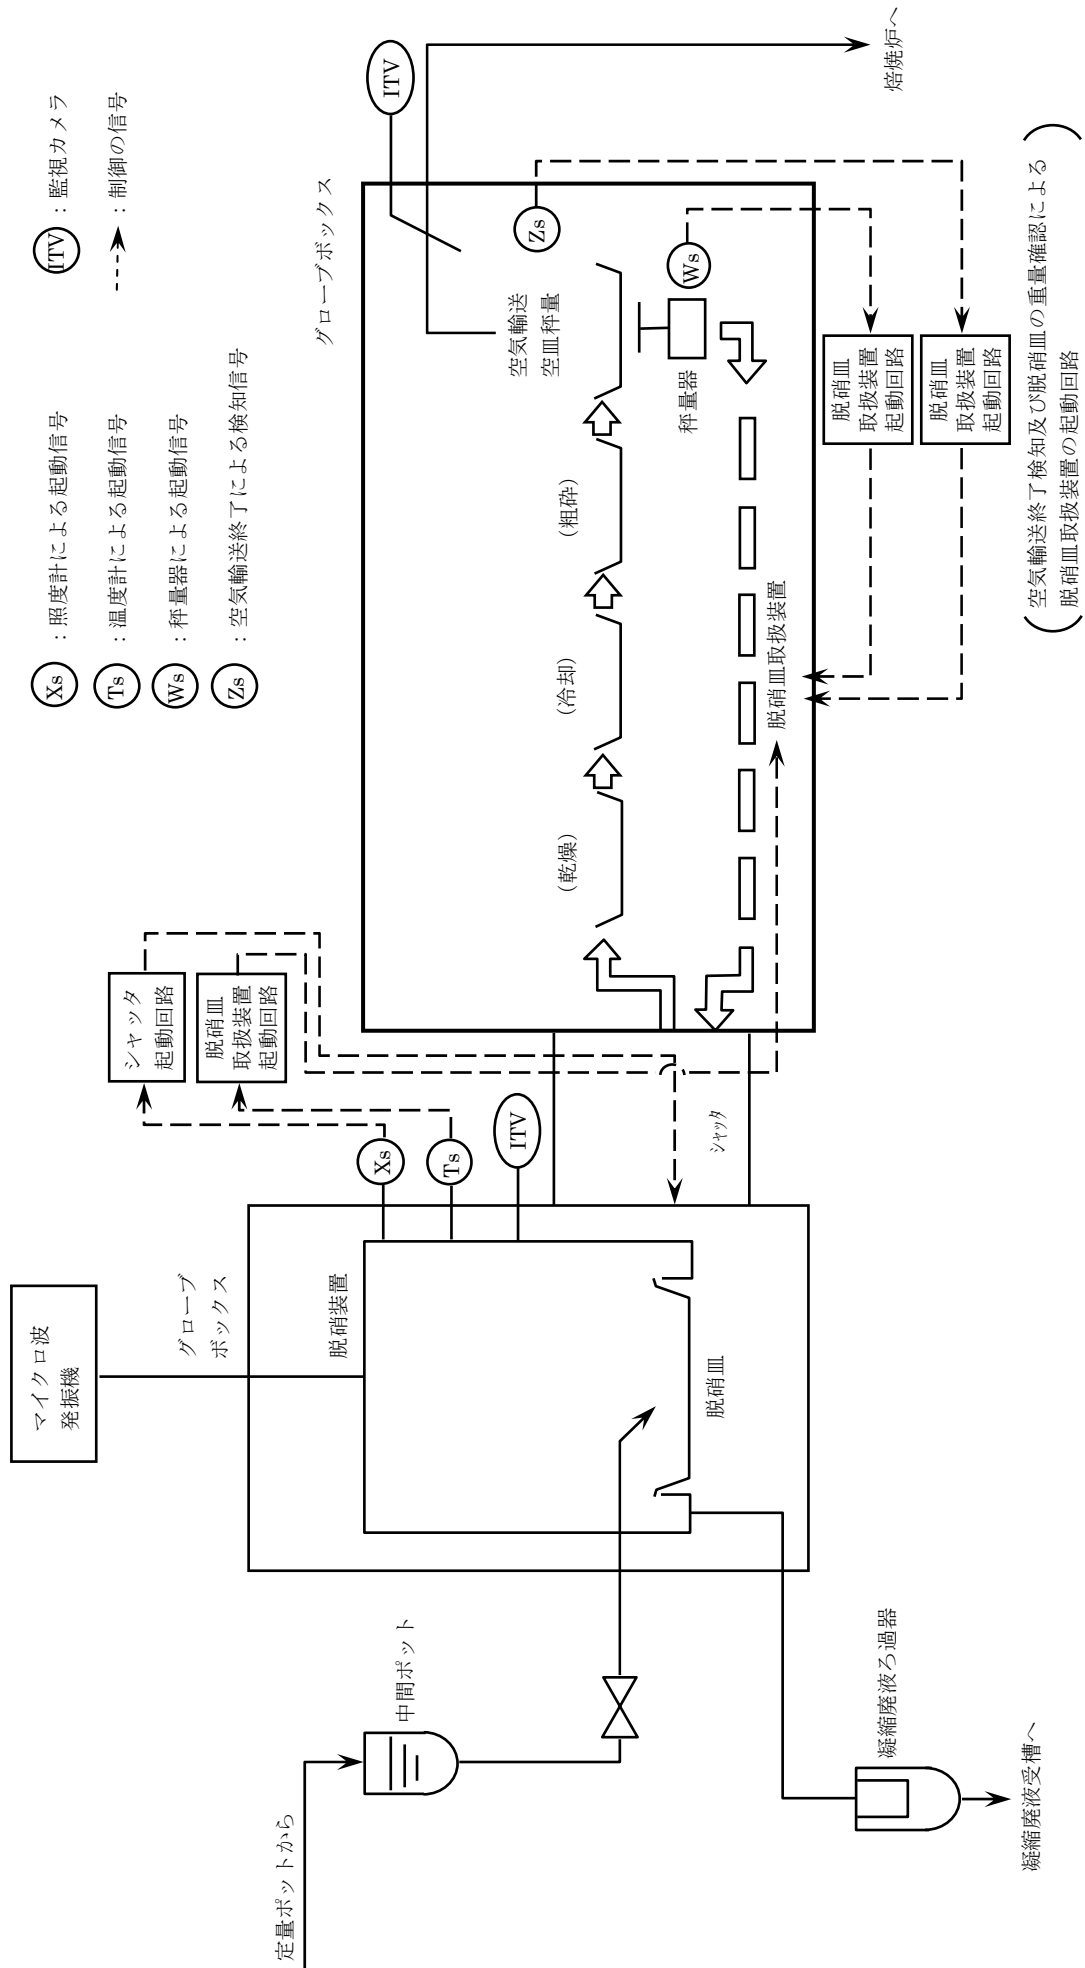 定量ポットから
中間ポット
凝縮廃液ろ過器
凝縮廃液受槽へ
マイクロ波
発振機
グローブ
ボックス
脱硝装置
脱硝皿
Xs
Ts
ITV
シャッタ
起動回路
脱硝皿
取扱装置
起動回路
シャッタ
グローブボックス
(乾燥)
(冷却)
(粗砕)
空気輸送
空皿秤量
Zs
Ws
秤量器
脱硝皿取扱装置
ITV
焙焼炉へ
脱硝皿
取扱装置
起動回路
脱硝皿
取扱装置
起動回路
(空気輸送終了検知及び脱硝皿の重量確認による
脱硝皿取扱装置の起動回路)
Xs :照度計による起動信号
Ts :温度計による起動信号
Ws :秤量器による起動信号
Zs :空気輸送終了による検知信号
ITV :監視カメラ
:制御の信号